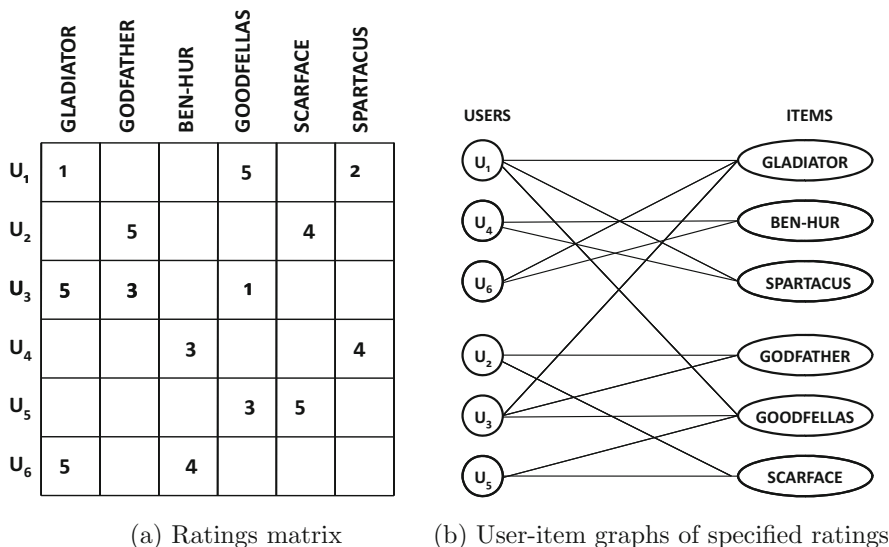 GLADIATOR GODFATHER BEN-HUR GOODFELLAS SCARFACE SPARTACUS
U1 1 5 2
U2 5 4
U3 5 3 1
U4 3 4
U5 3 5
U6 5 4
(a) Ratings matrix
USERS ITEMS
U1 GLADIATOR
U4 BEN-HUR
U6 SPARTACUS
U2 GODFATHER
U3 GOODFELLAS
U5 SCARFACE
(b) User-item graphs of specified ratings